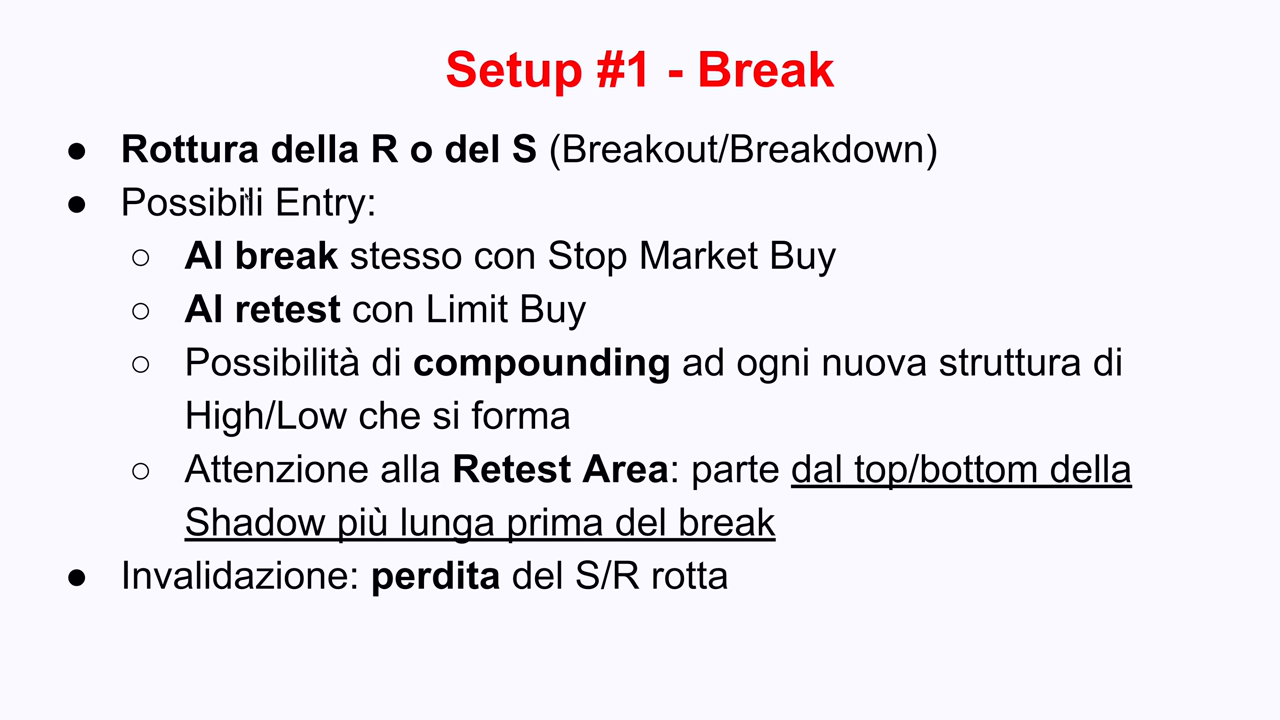 Setup #1 - Break
● Rottura della R o del S (Breakout/Breakdown)
● Possibili Entry:
○ Al break stesso con Stop Market Buy
○ Al retest con Limit Buy
○ Possibilità di compounding ad ogni nuova struttura di
High/Low che si forma
○ Attenzione alla Retest Area: parte dal top/bottom della
Shadow più lunga prima del break
● Invalidazione: perdita del S/R rotta